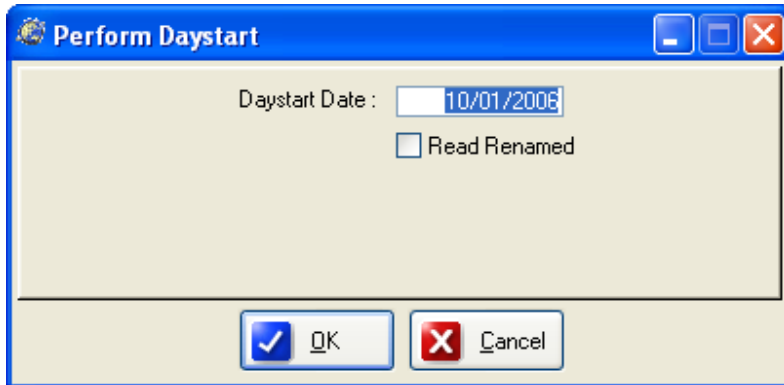 Perform Daystart
Daystart Date : 10/01/2006
Read Renamed
OK Cancel